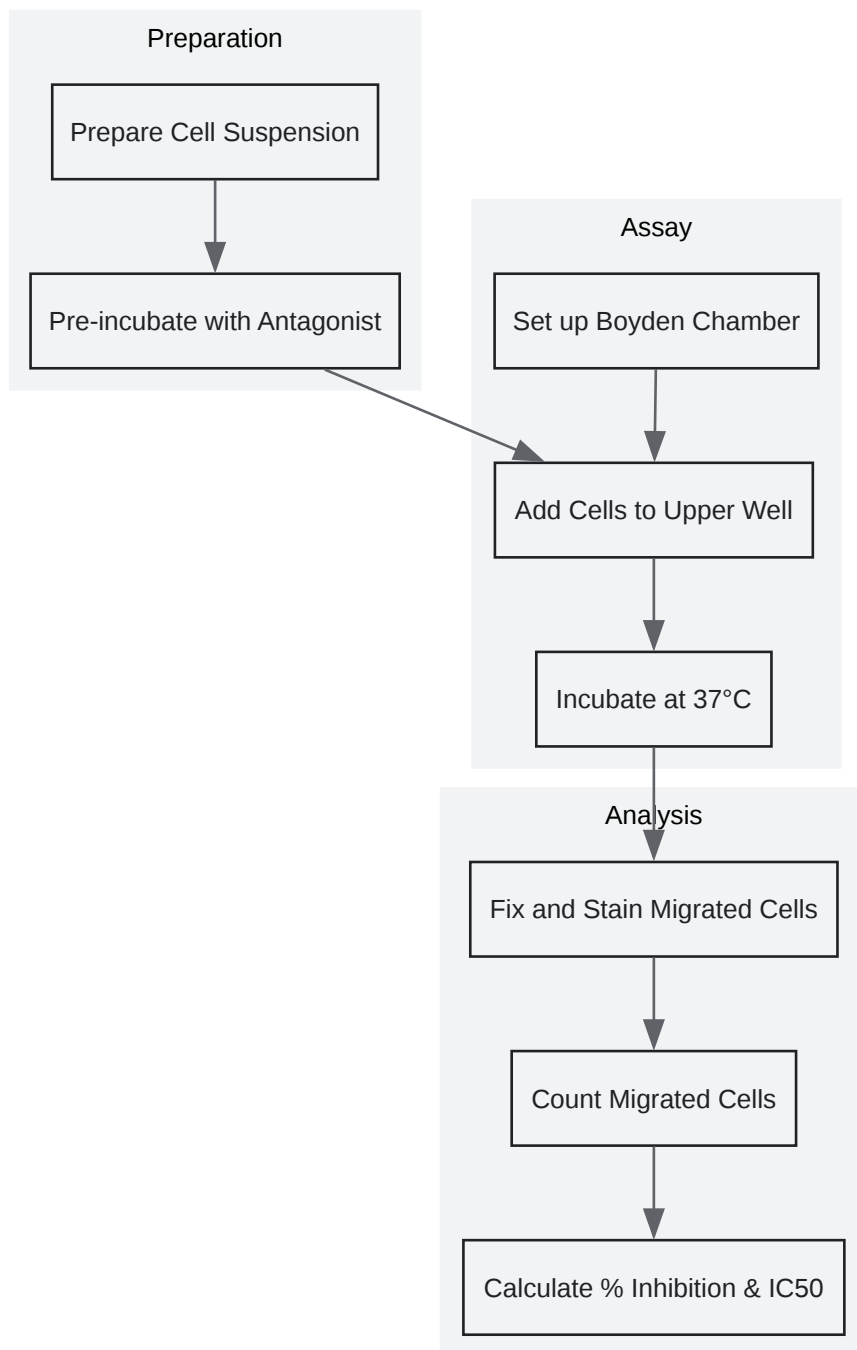 Preparation
Prepare Cell Suspension
Pre-incubate with Antagonist
Assay
Set up Boyden Chamber
Add Cells to Upper Well
Incubate at 37°C
Analysis
Fix and Stain Migrated Cells
Count Migrated Cells
Calculate % Inhibition & IC50